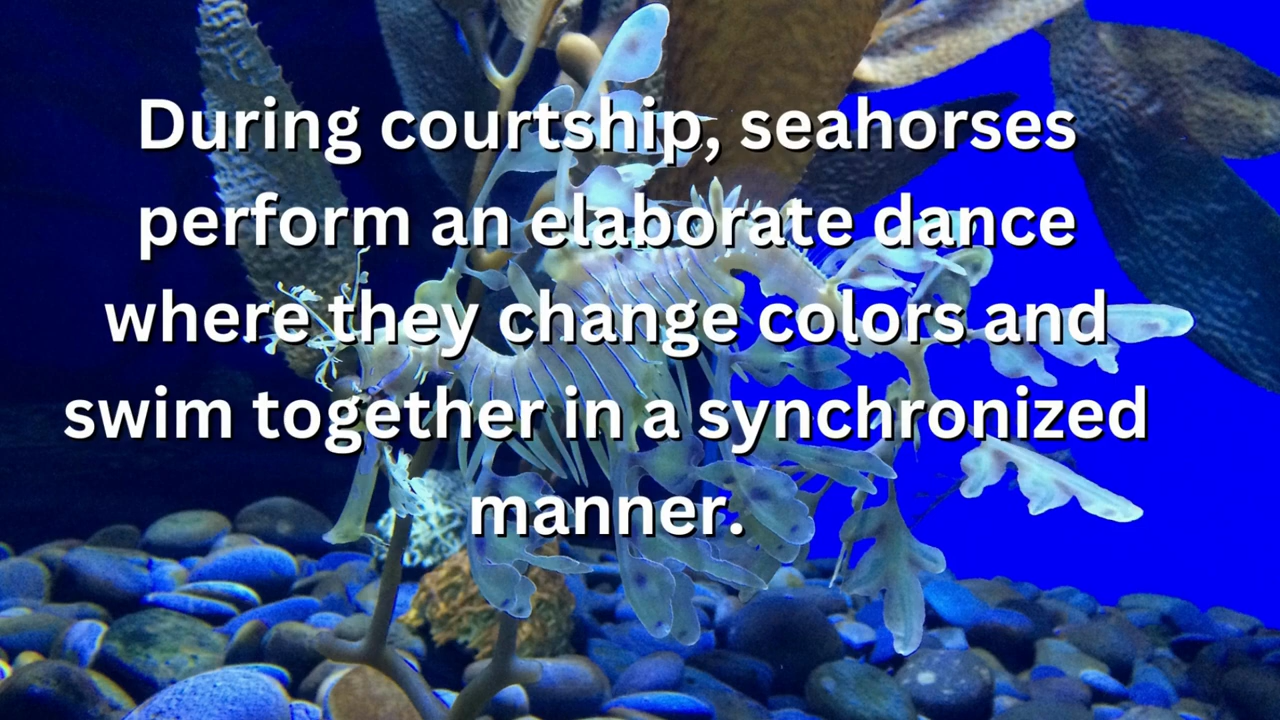 During courtship, seahorses
perform an elaborate dance
where they change colors and
swim together in a synchronized
manner.